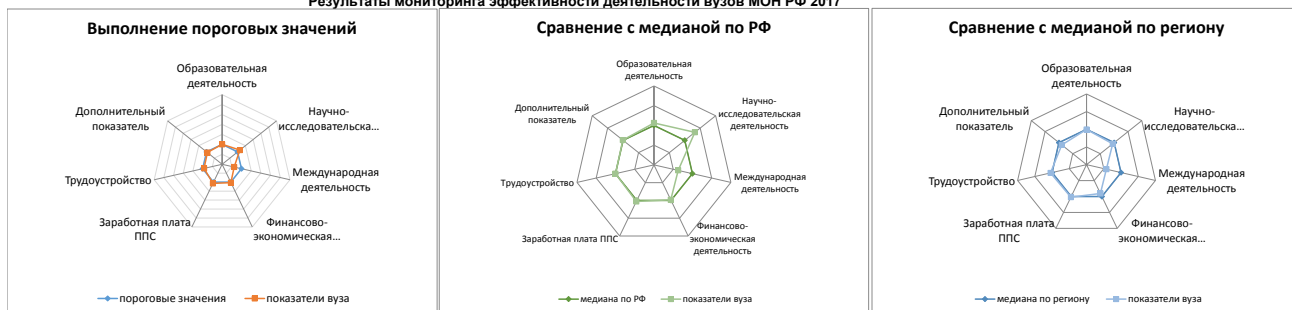 Результаты мониторинга эффективности деятельности вузов МОН РФ 2017
Выполнение пороговых значений
Образовательная
деятельность
Научно-
исследовательска...
Международная
деятельность
Финансово-
экономическая...
Заработная плата
ППС
Трудоустройство
Дополнительный
показатель
пороговые значения
показатели вуза
Сравнение с медианой по РФ
Образовательная
деятельность
Научно-
исследовательская
деятельность
Международная
деятельность
Финансово-
экономическая деятельность
Заработная плата ППС
Трудоустройство
Дополнительный
показатель
медиана по РФ
показатели вуза
Сравнение с медианой по региону
Образовательная
деятельность
Научно-
исследовательска...
Международная
деятельность
Финансово-
экономическая...
Заработная плата
ППС
Трудоустройство
Дополнительный
показатель
медиана по региону
показатели вуза